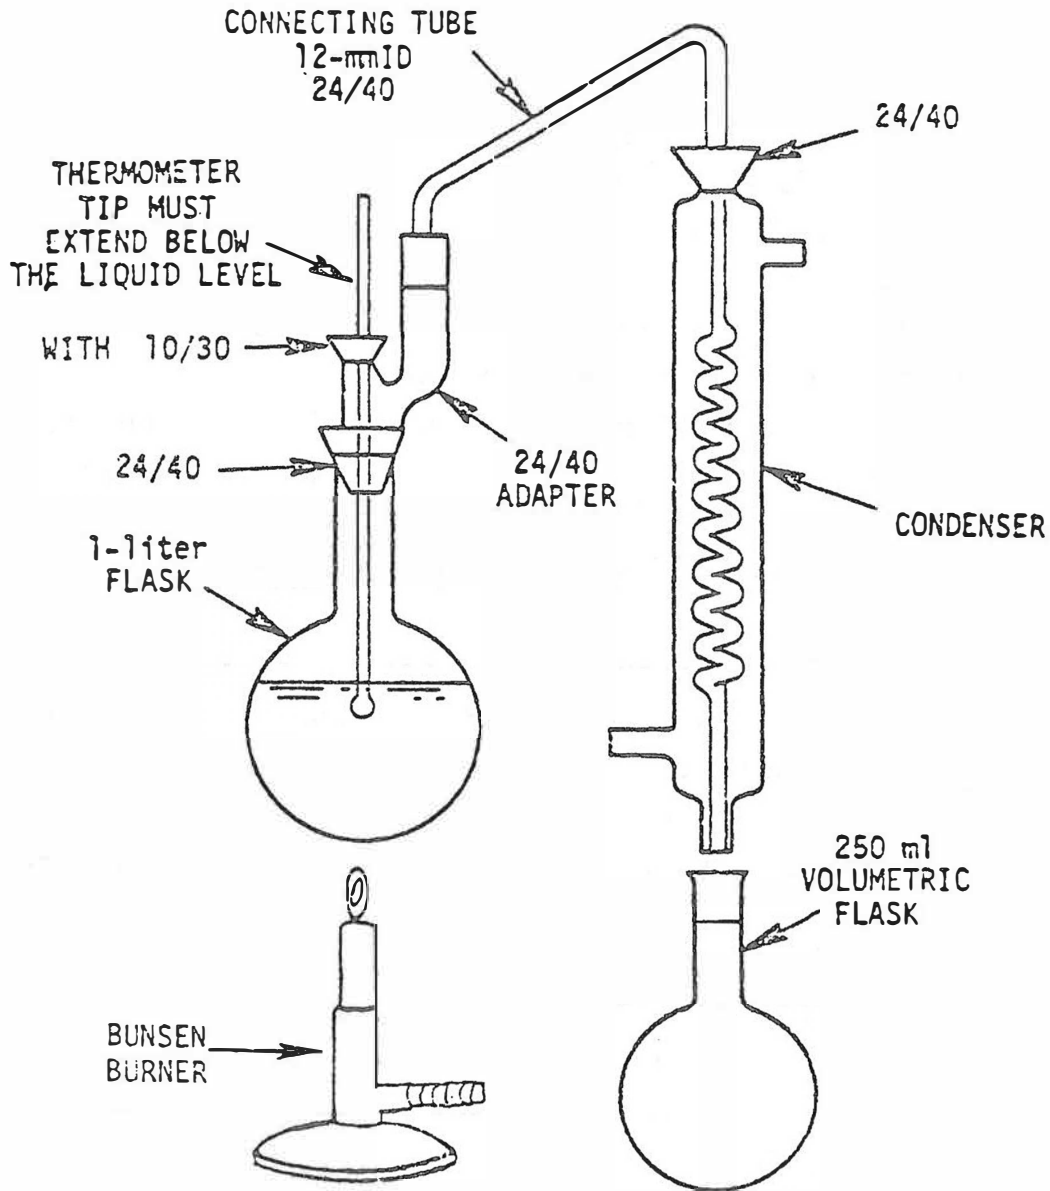 CONNECTING TUBE
12-mmID
24/40
24/40
THERMOMETER
TIP MUST
EXTEND BELOW
THE LIQUID LEVEL
WITH 10/30
24/40
24/40
ADAPTER
CONDENSER
1-liter
FLASK
250 ml
VOLUMETRIC
FLASK
BUNSEN
BURNER